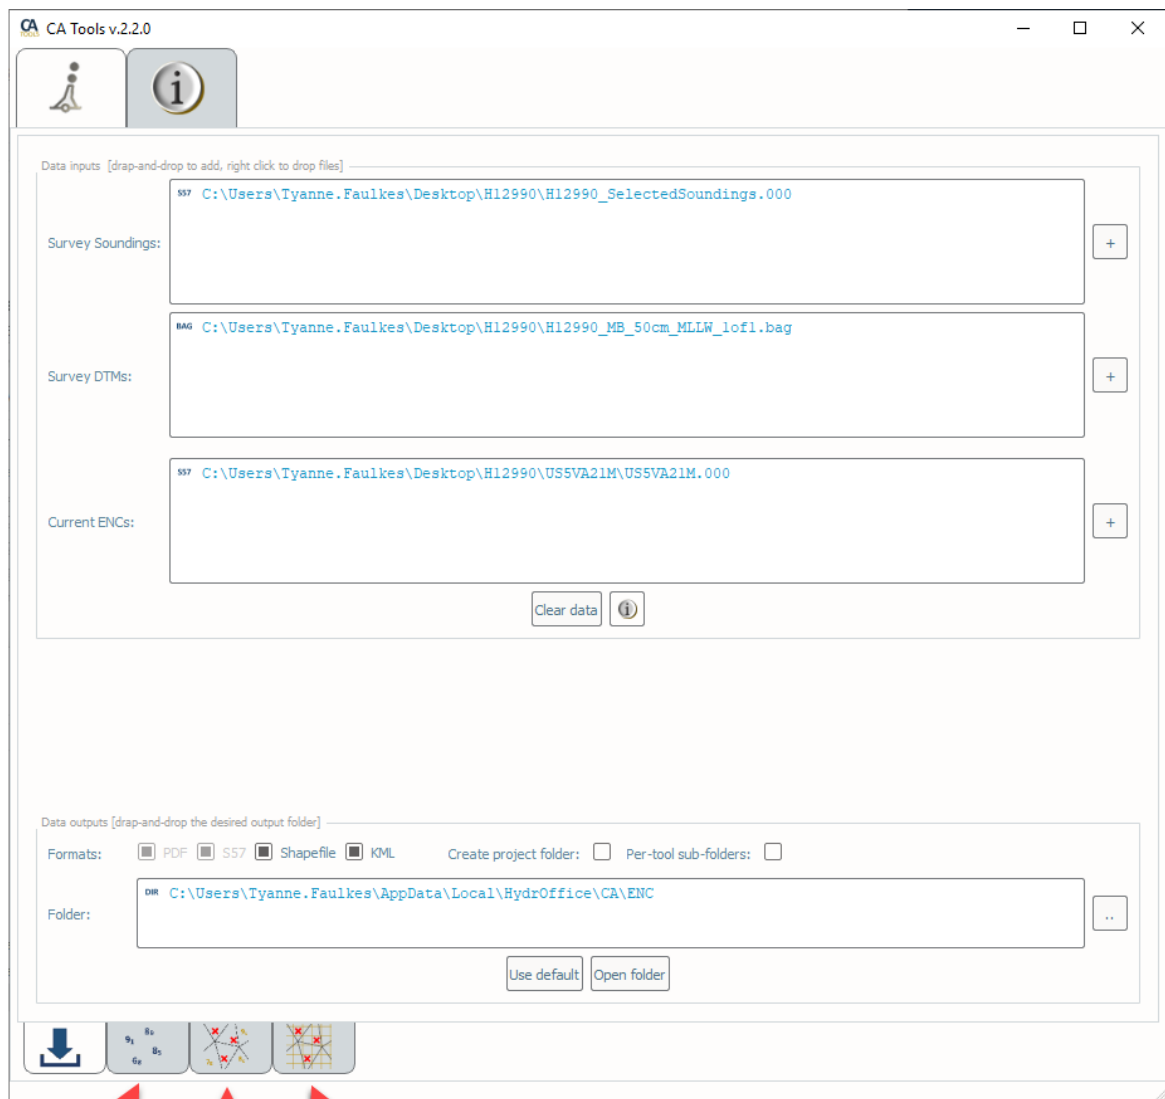 CA TOOLS CA Tools v.2.2.0
i
Data inputs [drap-and-drop to add, right click to drop files]
Survey Soundings:
S57 C:\Users\Tyanne.Faulkes\Desktop\H12990\H12990_SelectedSoundings.000
+
Survey DTMs:
BAG C:\Users\Tyanne.Faulkes\Desktop\H12990\H12990_MB_50cm_MLLW_1of1.bag
+
Current ENCs:
S57 C:\Users\Tyanne.Faulkes\Desktop\H12990\US5VA21M\US5VA21M.000
+
Clear data i
Data outputs [drap-and-drop the desired output folder]
Formats: PDF S57 Shapefile KML Create project folder: Per-tool sub-folders:
Folder:
DIR C:\Users\Tyanne.Faulkes\AppData\Local\HydrOffice\CA\ENC
..
Use default Open folder